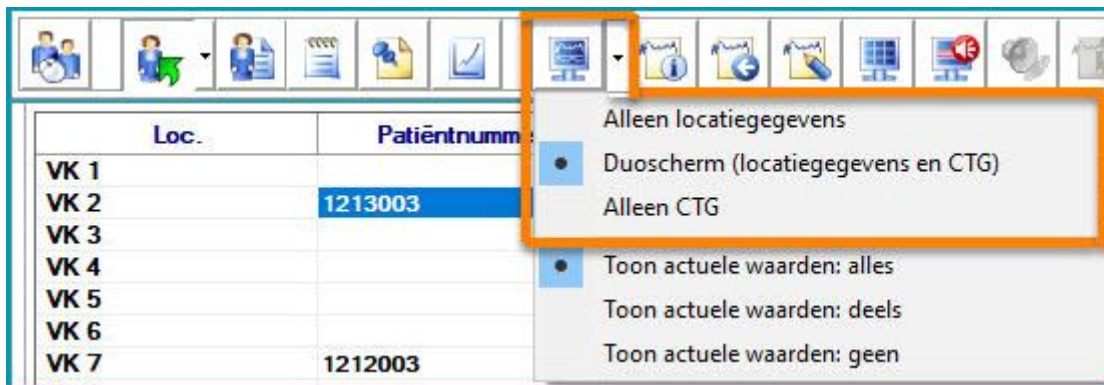 Loc. Patiëntnumme
VK 1
VK 2 1213003
VK 3
VK 4
VK 5
VK 6
VK 7 1212003
Alleen locatiegegevens
Duoscherm (locatiegegevens en CTG)
Alleen CTG
Toon actuele waarden: alles
Toon actuele waarden: deels
Toon actuele waarden: geen